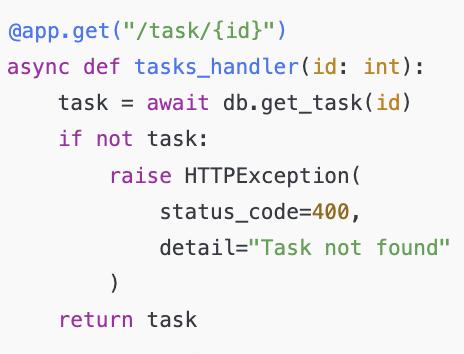 @app.get("/task/{id}")
async def tasks_handler(id: int):
    task = await db.get_task(id)
    if not task:
        raise HTTPException(
            status_code=400,
            detail="Task not found"
        )
    return task